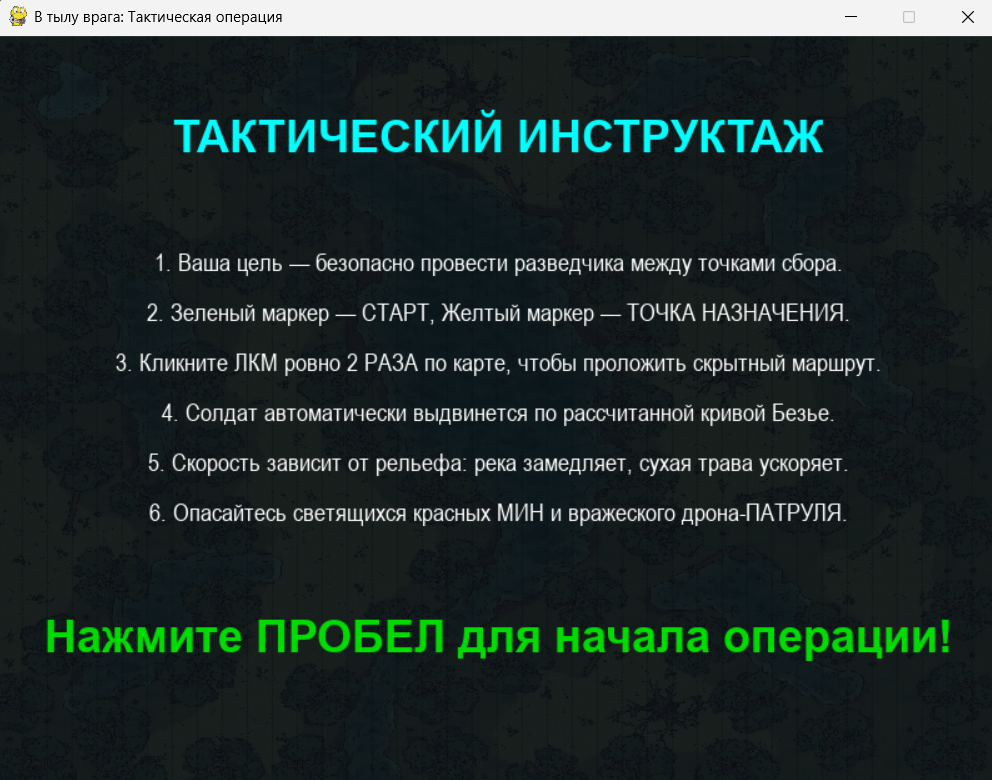 В тылу врага: Тактическая операция
ТАКТИЧЕСКИЙ ИНСТРУКТАЖ
1. Ваша цель — безопасно провести разведчика между точками сбора.
2. Зеленый маркер — СТАРТ, Желтый маркер — ТОЧКА НАЗНАЧЕНИЯ.
3. Кликните ЛКМ ровно 2 РАЗА по карте, чтобы проложить скрытный маршрут.
4. Солдат автоматически выдвинется по рассчитанной кривой Безье.
5. Скорость зависит от рельефа: река замедляет, сухая трава ускоряет.
6. Опасайтесь светящихся красных МИН и вражеского дрона-ПАТРУЛЯ.
Нажмите ПРОБЕЛ для начала операции!